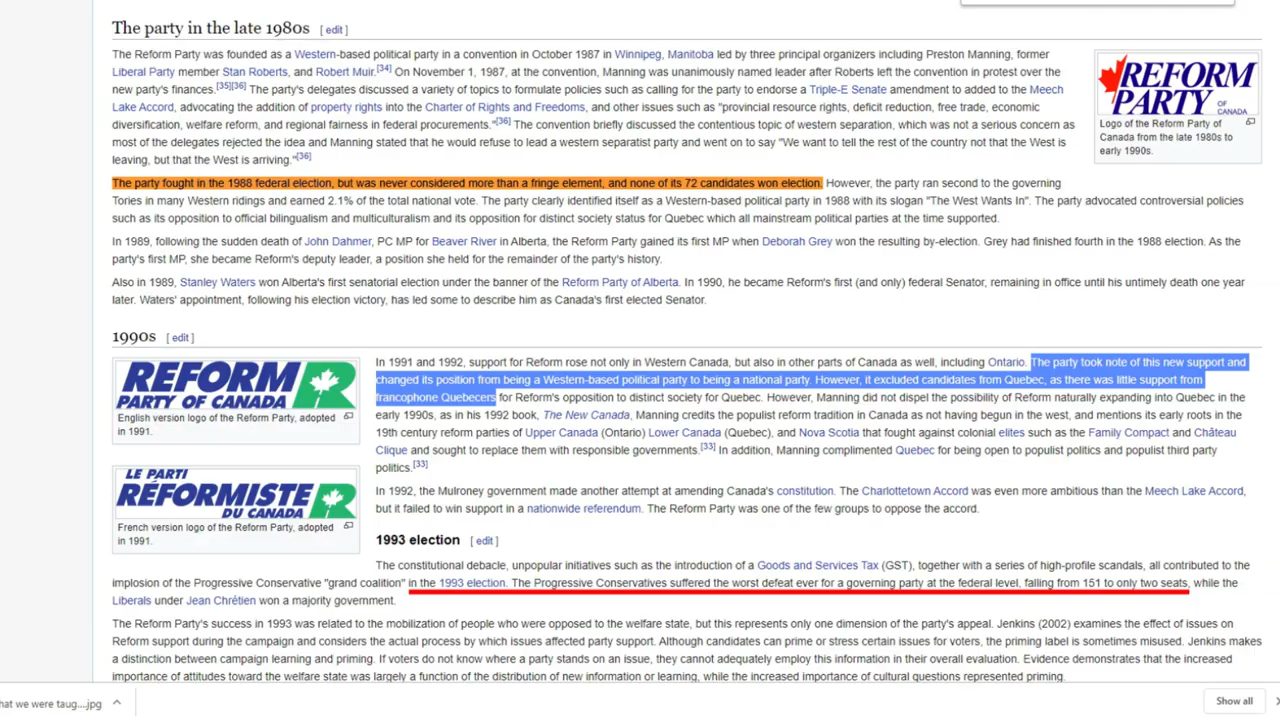 The party in the late 1980s [ edit ]
The Reform Party was founded as a Western-based political party in a convention in October 1987 in Winnipeg, Manitoba led by three principal organizers including Preston Manning, former
Liberal Party member Stan Roberts, and Robert Muir.[34] On November 1, 1987, at the convention, Manning was unanimously named leader after Roberts left the convention in protest over the
new party's finances.[35][36] The party's delegates discussed a variety of topics to formulate policies such as calling for the party to endorse a Triple-E Senate amendment to added to the Meech
Lake Accord, advocating the addition of property rights into the Charter of Rights and Freedoms, and other issues such as "provincial resource rights, deficit reduction, free trade, economic
diversification, welfare reform, and regional fairness in federal procurements."[36] The convention briefly discussed the contentious topic of western separation, which was not a serious concern as
most of the delegates rejected the idea and Manning stated that he would refuse to lead a western separatist party and went on to say "We want to tell the rest of the country not that the West is
leaving, but that the West is arriving."[36]
REFORM
PARTY OF CANADA
Logo of the Reform Party of
Canada from the late 1980s to
early 1990s.
The party fought in the 1988 federal election, but was never considered more than a fringe element, and none of its 72 candidates won election. However, the party ran second to the governing
Tories in many Western ridings and earned 2.1% of the total national vote. The party clearly identified itself as a Western-based political party in 1988 with its slogan "The West Wants In". The party advocated controversial policies
such as its opposition to official bilingualism and multiculturalism and its opposition for distinct society status for Quebec which all mainstream political parties at the time supported.
In 1989, following the sudden death of John Dahmer, PC MP for Beaver River in Alberta, the Reform Party gained its first MP when Deborah Grey won the resulting by-election. Grey had finished fourth in the 1988 election. As the
party's first MP, she became Reform's deputy leader, a position she held for the remainder of the party's history.
Also in 1989, Stanley Waters won Alberta's first senatorial election under the banner of the Reform Party of Alberta. In 1990, he became Reform's first (and only) federal Senator, remaining in office until his untimely death one year
later. Waters' appointment, following his election victory, has led some to describe him as Canada's first elected Senator.
1990s [ edit ]
REFORM R
PARTY OF CANADA
English version logo of the Reform Party, adopted
in 1991.
LE PARTI
RÉFORMISTE R
DU CANADA
French version logo of the Reform Party, adopted
in 1991.
In 1991 and 1992, support for Reform rose not only in Western Canada, but also in other parts of Canada as well, including Ontario. The party took note of this new support and
changed its position from being a Western-based political party to being a national party. However, it excluded candidates from Quebec, as there was little support from
francophone Quebecers for Reform's opposition to distinct society for Quebec. However, Manning did not dispel the possibility of Reform naturally expanding into Quebec in the
early 1990s, as in his 1992 book, The New Canada, Manning credits the populist reform tradition in Canada as not having begun in the west, and mentions its early roots in the
19th century reform parties of Upper Canada (Ontario) Lower Canada (Quebec), and Nova Scotia that fought against colonial elites such as the Family Compact and Château
Clique and sought to replace them with responsible governments.[33] In addition, Manning complimented Quebec for being open to populist politics and populist third party
politics.[33]
In 1992, the Mulroney government made another attempt at amending Canada's constitution. The Charlottetown Accord was even more ambitious than the Meech Lake Accord,
but it failed to win support in a nationwide referendum. The Reform Party was one of the few groups to oppose the accord.
1993 election [ edit ]
The constitutional debacle, unpopular initiatives such as the introduction of a Goods and Services Tax (GST), together with a series of high-profile scandals, all contributed to the
implosion of the Progressive Conservative "grand coalition" in the 1993 election. The Progressive Conservatives suffered the worst defeat ever for a governing party at the federal level, falling from 151 to only two seats, while the
Liberals under Jean Chrétien won a majority government.
The Reform Party's success in 1993 was related to the mobilization of people who were opposed to the welfare state, but this represents only one dimension of the party's appeal. Jenkins (2002) examines the effect of issues on
Reform support during the campaign and considers the actual process by which issues affected party support. Although candidates can prime or stress certain issues for voters, the priming label is sometimes misused. Jenkins makes
a distinction between campaign learning and priming. If voters do not know where a party stands on an issue, they cannot adequately employ this information in their overall evaluation. Evidence demonstrates that the increased
importance of attitudes toward the welfare state was largely a function of the distribution of new information or learning, while the increased importance of cultural questions represented priming.
hat we were taug....jpg
Show all